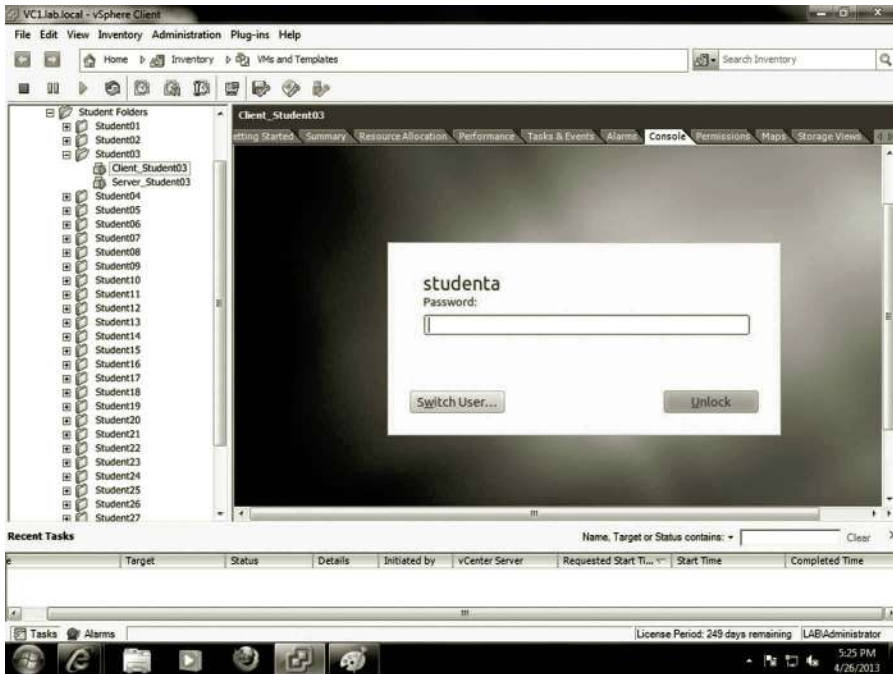 VC1.lab.local - vSphere Client
File Edit View Inventory Administration Plug-ins Help
Home Inventory VMs and Templates Search Inventory
Student Folders
Student01
Student02
Student03
Client_Student03
Server_Student03
Student04
Student05
Student06
Student07
Student08
Student09
Student10
Student11
Student12
Student13
Student14
Student15
Student16
Student17
Student18
Student19
Student20
Student21
Student22
Student23
Student24
Student25
Student26
Student27
Client_Student03
etting Started Summary Resource Allocation Performance Tasks & Events Alarms Console Permissions Maps Storage Views
studenta
Password:
Switch User... Unlock
Recent Tasks Name, Target or Status contains: Clear
e Target Status Details Initiated by vCenter Server Requested Start Ti... Start Time Completed Time
Tasks Alarms License Period: 249 days remaining LAB\Administrator
5:25 PM
4/26/2013